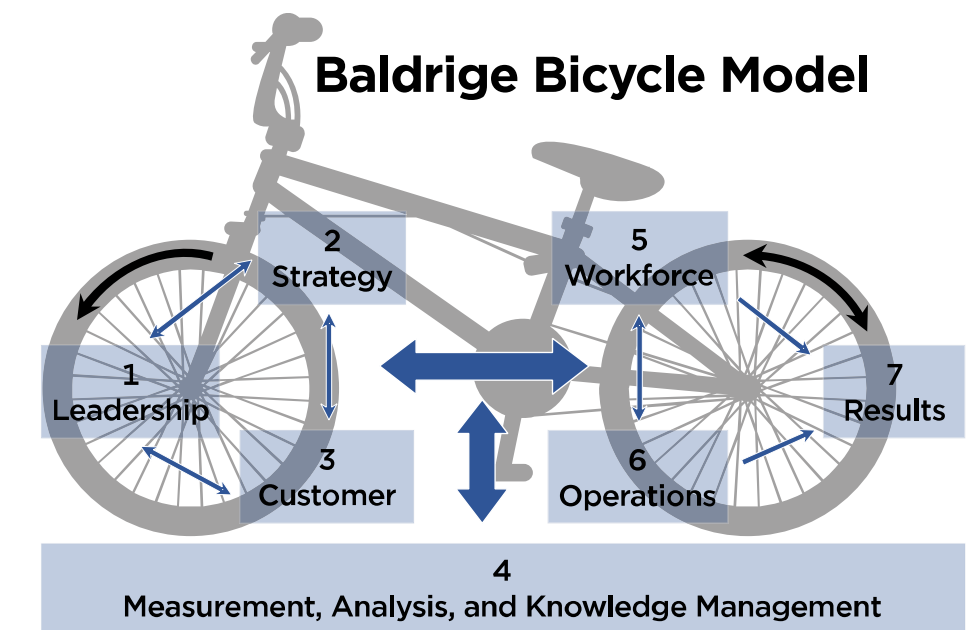 Baldrige Bicycle Model
2
Strategy
5
Workforce
1
Leadership
7
Results
3
Customer
6
Operations
4
Measurement, Analysis, and Knowledge Management